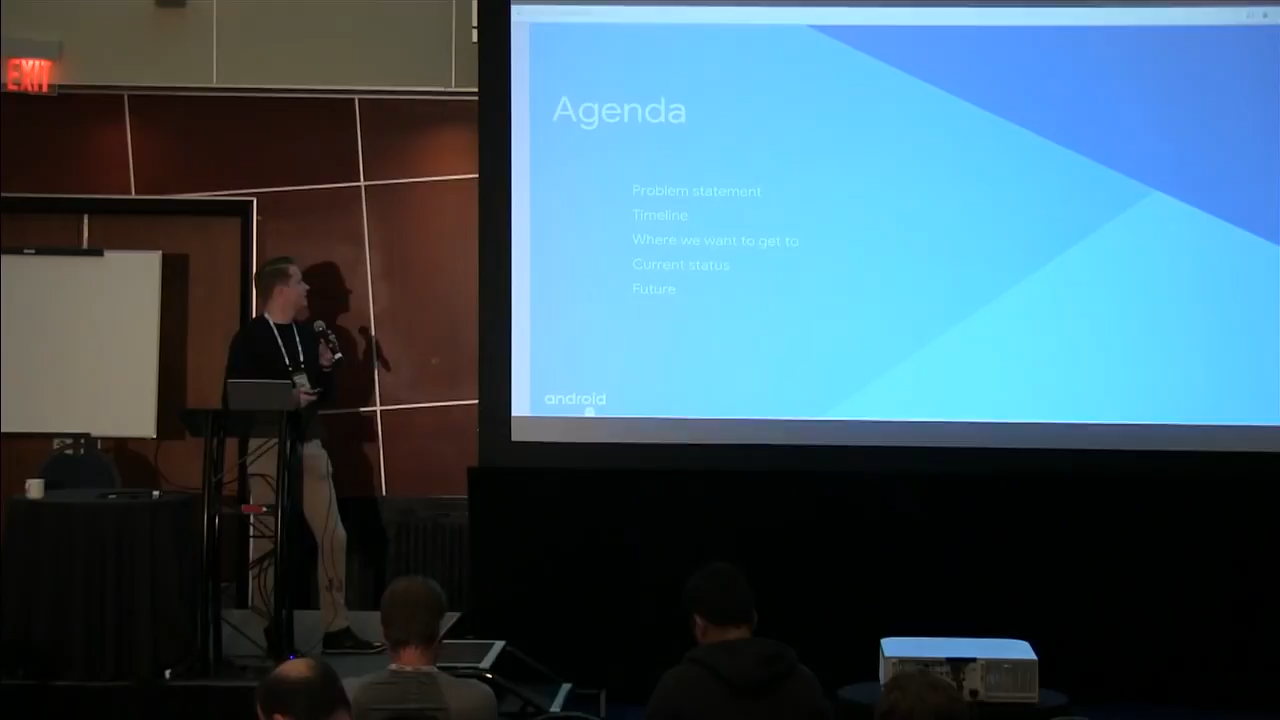 EXIT
Agenda
Problem statement
Timeline
Where we want to get to
Current status
Future
android